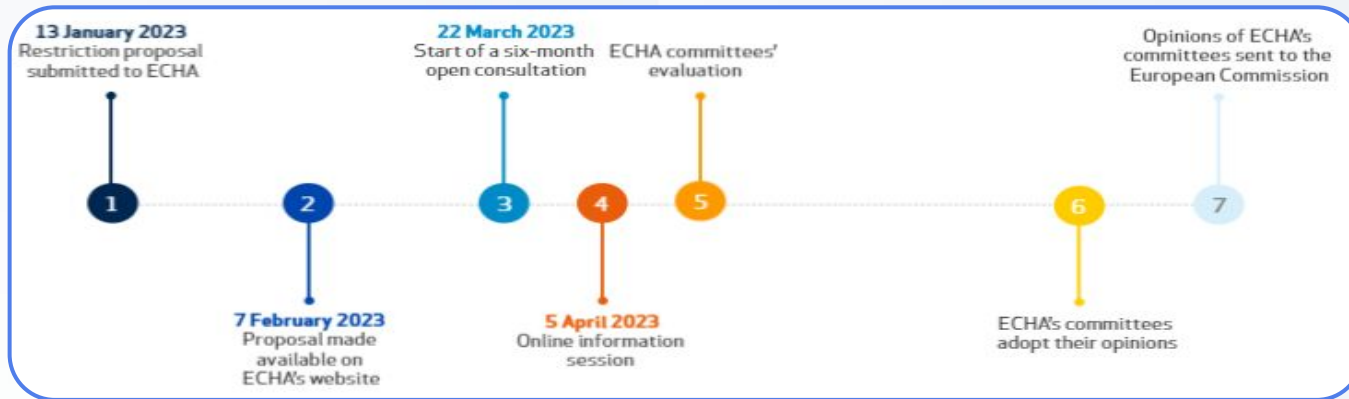 13 January 2023
Restriction proposal
submitted to ECHA
22 March 2023
Start of a six-month
open consultation
ECHA committees'
evaluation
Opinions of ECHA's
committees sent to the
European Commission
1
2
3
4
5
6
7
7 February 2023
Proposal made
available on
ECHA's website
5 April 2023
Online information
session
ECHA's committees
adopt their opinions